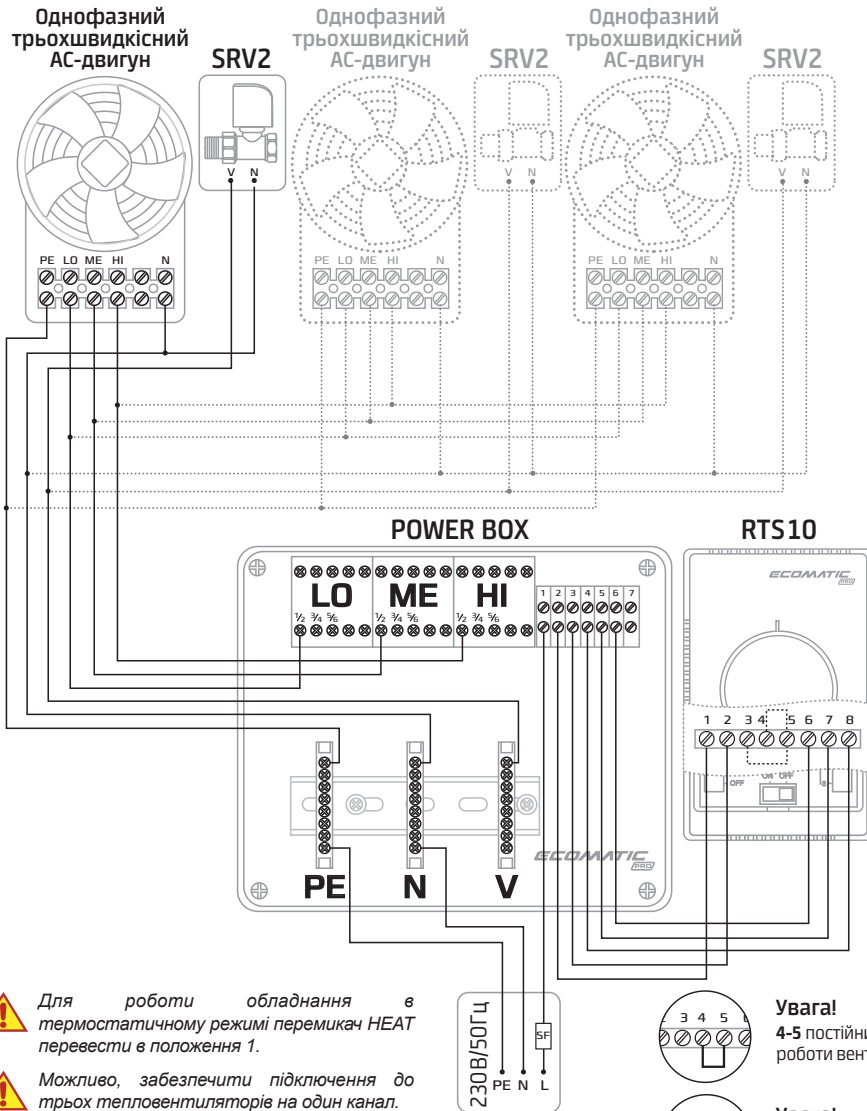 Однофазний
трьохшвидкісний
АС-двигун
SRV2
Однофазний
трьохшвидкісний
АС-двигун
SRV2
Однофазний
трьохшвидкісний
АС-двигун
SRV2
V N
V N
V N
PE LO ME HI N
PE LO ME HI N
PE LO ME HI N
POWER BOX
RTS10
LO ME HI
1/2 3/4 5/6 1/2 3/4 5/6 1/2 3/4 5/6
1 2 3 4 5 6 7
ECOMATIC PRO
1 2 3 4 5 6 7 8
OFF ON OFF
ECOMATIC PRO
PE N V
Для роботи обладнання в
термостатичному режимі перемикач HEAT
перевести в положення 1.
Можливо, забезпечити підключення до
трьох тепловентиляторів на один канал.
230В/50Гц
SF
PE N L
3 4 5
Увага!
4-5
роботи